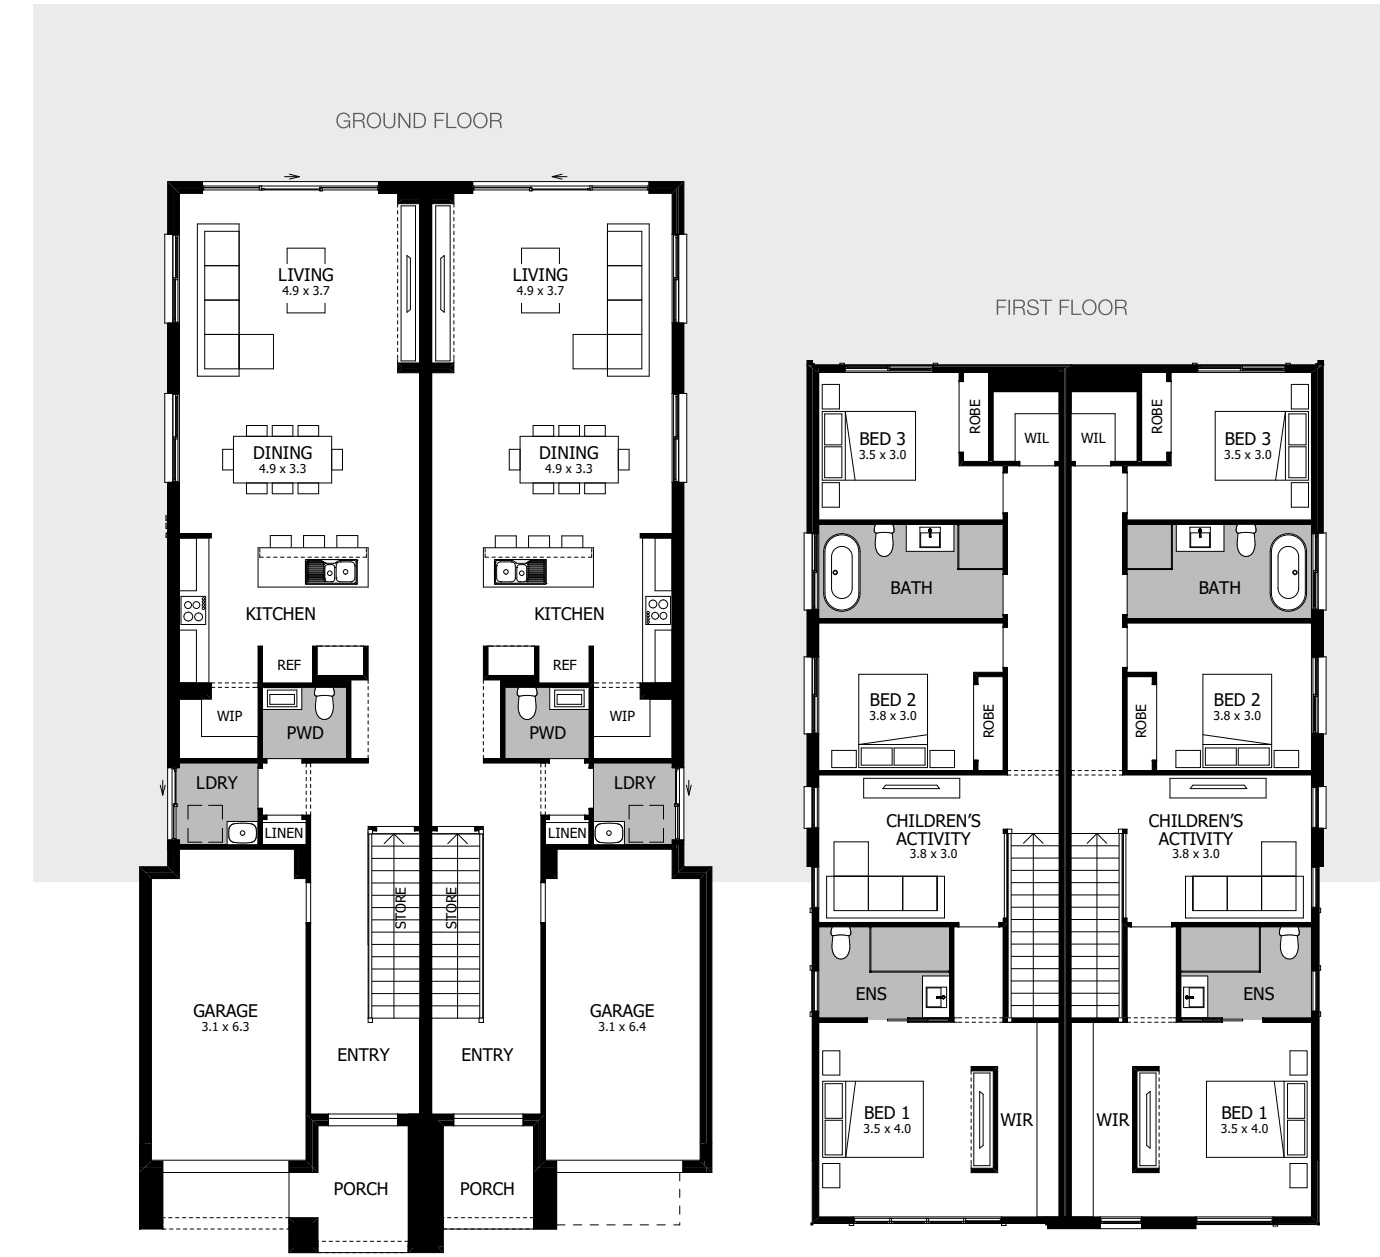 GROUND FLOOR
LIVING
4.9 x 3.7
LIVING
4.9 x 3.7
DINING
4.9 x 3.3
DINING
4.9 x 3.3
KITCHEN
KITCHEN
REF
REF
WIP
PWD
PWD
WIP
LDRY
LDRY
LINEN
LINEN
STORE
STORE
GARAGE
3.1 x 6.3
GARAGE
3.1 x 6.4
ENTRY
ENTRY
PORCH
PORCH
FIRST FLOOR
BED 3
3.5 x 3.0
ROBE
WIL
WIL
ROBE
BED 3
3.5 x 3.0
BATH
BATH
BED 2
3.8 x 3.0
ROBE
ROBE
BED 2
3.8 x 3.0
CHILDREN'S
ACTIVITY
3.8 x 3.0
CHILDREN'S
ACTIVITY
3.8 x 3.0
ENS
ENS
BED 1
3.5 x 4.0
WIR
WIR
BED 1
3.5 x 4.0